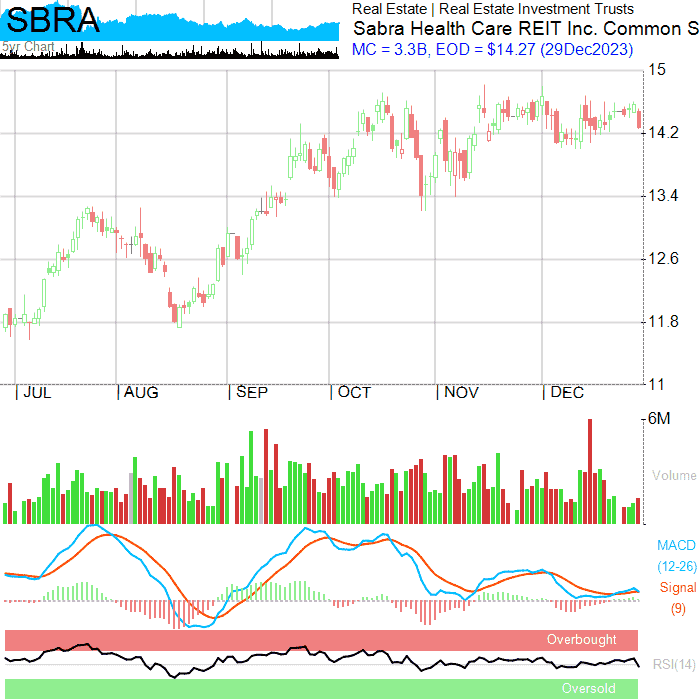 SBRA
Real Estate | Real Estate Investment Trusts
Sabra Health Care REIT Inc. Common S
5yr Chart
MC = 3.3B, EOD = $14.27 (29Dec2023)
15
14.2
13.4
12.6
11.8
11
JUL AUG SEP OCT NOV DEC
6M
Volume
MACD
(12-26)
Signal
(9)
Overbought
RSI(14)
Oversold